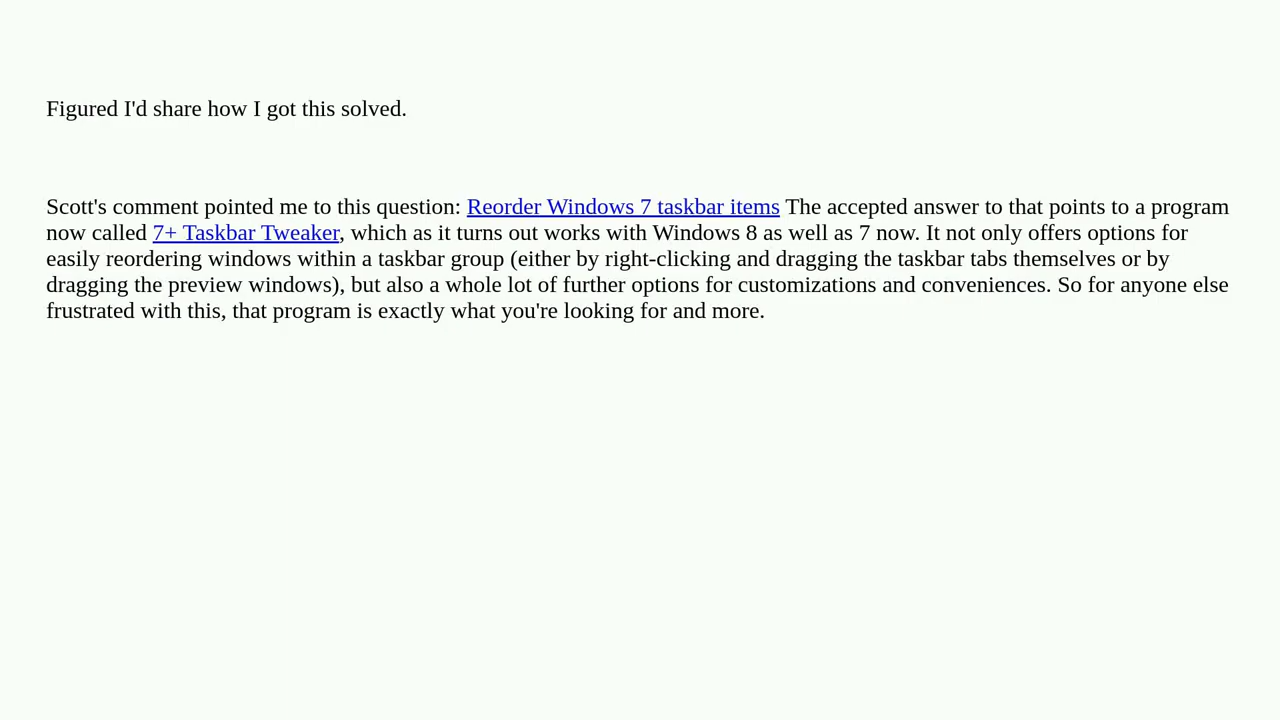 Figured I'd share how I got this solved.
Scott's comment pointed me to this question: Reorder Windows 7 taskbar items The accepted answer to that points to a program
now called 7+ Taskbar Tweaker, which as it turns out works with Windows 8 as well as 7 now. It not only offers options for
easily reordering windows within a taskbar group (either by right-clicking and dragging the taskbar tabs themselves or by
dragging the preview windows), but also a whole lot of further options for customizations and conveniences. So for anyone else
frustrated with this, that program is exactly what you're looking for and more.